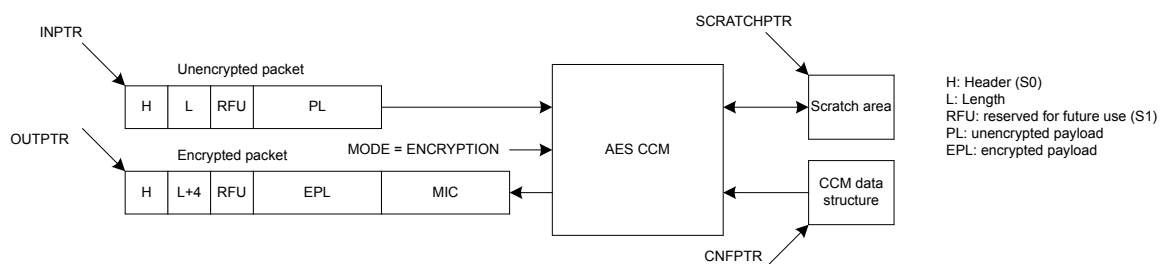 SCRATCHPTR
INPTR
Unencrypted packet
H L RFU PL
Scratch area
H: Header (S0)
L: Length
RFU: reserved for future use (S1)
PL: unencrypted payload
EPL: encrypted payload
OUTPTR
Encrypted packet
MODE = ENCRYPTION
AES CCM
H L+4 RFU EPL MIC
CCM data
structure
CNFPTR